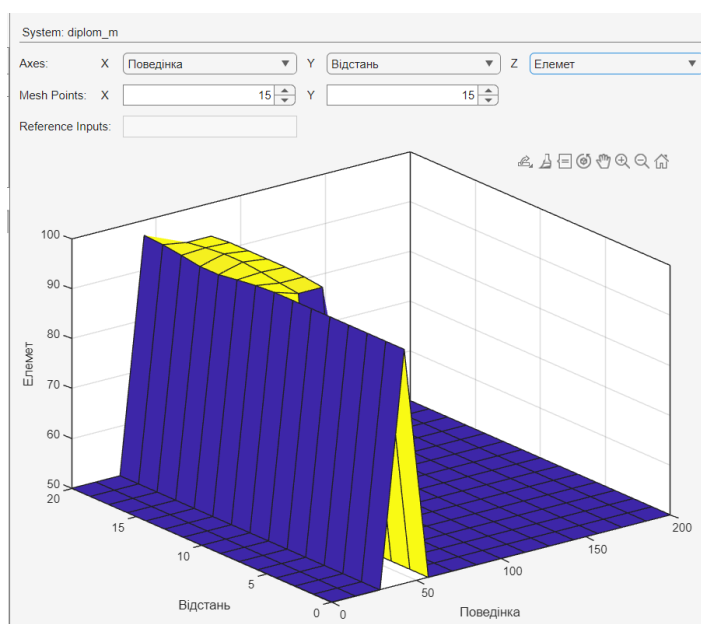 System: diplom_m
Axes: X Поведінка Y Відстань Z Елемет
Mesh Points: X 15 Y 15
Reference Inputs:
100
90
80
70
60
50
Елемет
20
15
10
5
0
Відстань
0
50
100
150
200
Поведінка